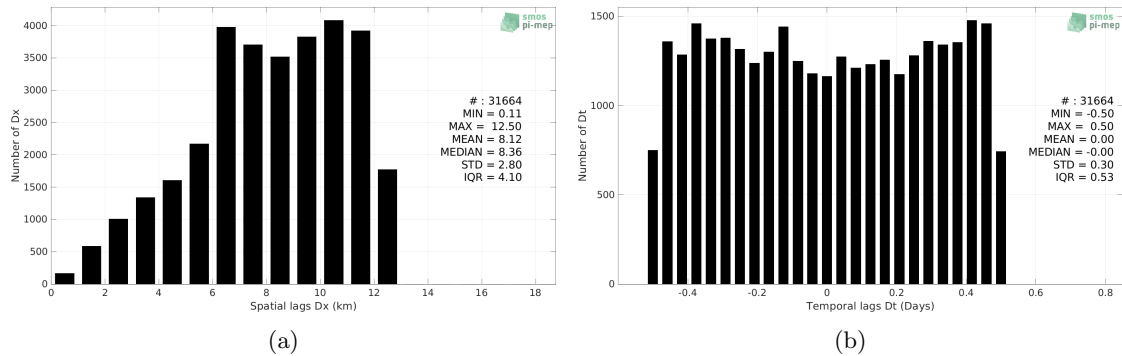 smos
pi-mep
Number of Dx
4000
3500
3000
2500
2000
1500
1000
500
0
# : 31664
MIN = 0.11
MAX = 12.50
MEAN = 8.12
MEDIAN = 8.36
STD = 2.80
IQR = 4.10
0 2 4 6 8 10 12 14 16 18
Spatial lags Dx (km)
(a)
smos
pi-mep
Number of Dt
1500
1000
500
0
# : 31664
MIN = -0.50
MAX = 0.50
MEAN = 0.00
MEDIAN = -0.00
STD = 0.30
IQR = 0.53
-0.4 -0.2 0 0.2 0.4 0.6 0.8
Temporal lags Dt (Days)
(b)